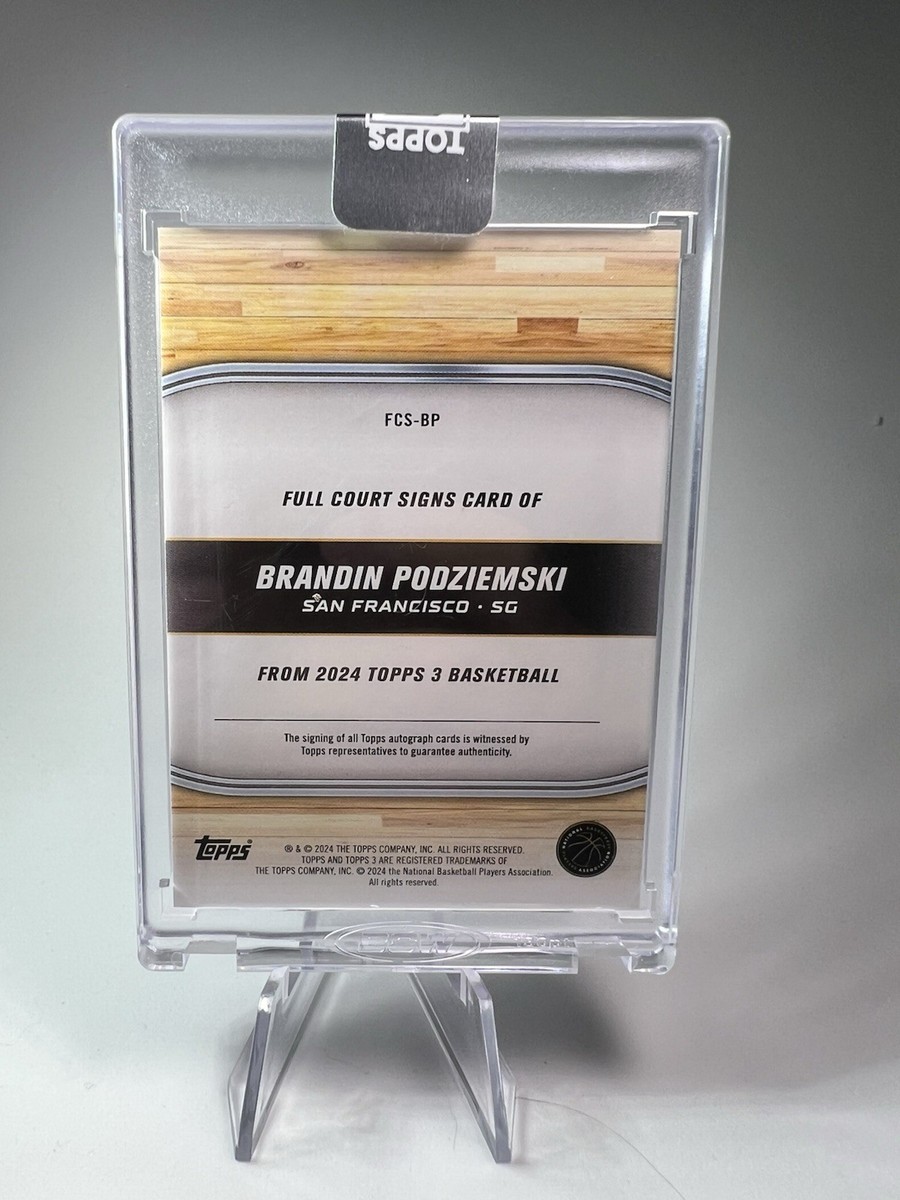 TOPPS
FCS-BP
FULL COURT SIGNS CARD OF
BRANDIN PODZIEMSKI
SAN FRANCISCO · SG
FROM 2024 TOPPS 3 BASKETBALL
The signing of all Topps autograph cards is witnessed by
Topps representatives to guarantee authenticity.
topps
® & © 2024 THE TOPPS COMPANY, INC. ALL RIGHTS RESERVED.
TOPPS AND TOPPS 3 ARE REGISTERED TRADEMARKS OF
THE TOPPS COMPANY, INC. © 2024 the National Basketball Players Association.
All rights reserved.
BCW